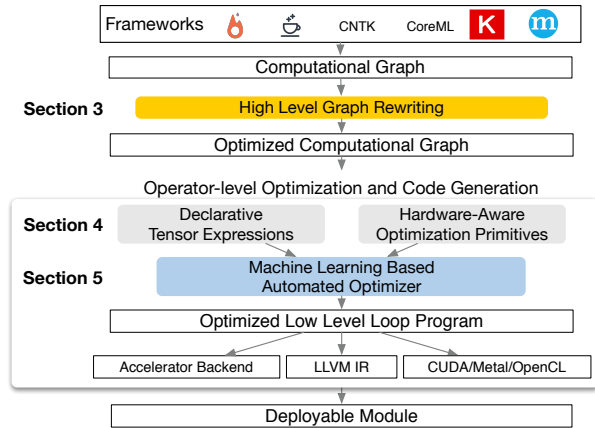 Frameworks CNTK CoreML K m
Computational Graph
Section 3 High Level Graph Rewriting
Optimized Computational Graph
Operator-level Optimization and Code Generation
Section 4
Declarative
Tensor Expressions
Hardware-Aware
Optimization Primitives
Section 5
Machine Learning Based
Automated Optimizer
Optimized Low Level Loop Program
Accelerator Backend LLVM IR CUDA/Metal/OpenCL
Deployable Module